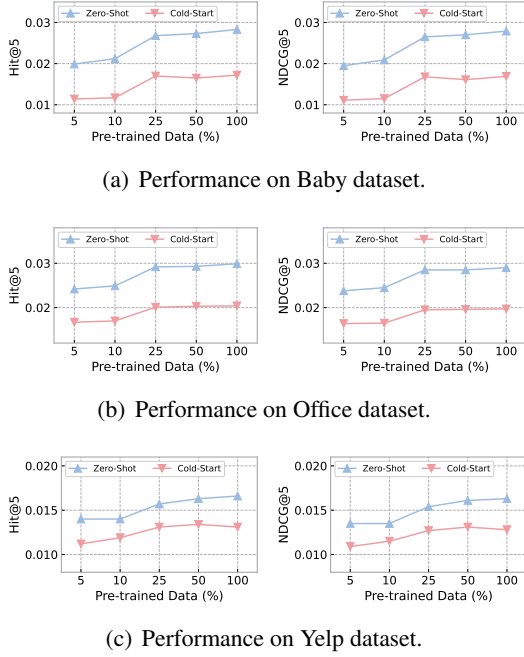 Zero-Shot Cold-Start
0.03
0.02
0.01
Hit@5
5 10 25 50 100
Pre-trained Data (%)
Zero-Shot Cold-Start
0.03
0.02
0.01
NDCG@5
5 10 25 50 100
Pre-trained Data (%)
(a) Performance on Baby dataset.
Zero-Shot Cold-Start
0.03
0.02
Hit@5
5 10 25 50 100
Pre-trained Data (%)
Zero-Shot Cold-Start
0.03
0.02
NDCG@5
5 10 25 50 100
Pre-trained Data (%)
(b) Performance on Office dataset.
Zero-Shot Cold-Start
0.020
0.015
0.010
Hit@5
5 10 25 50 100
Pre-trained Data (%)
Zero-Shot Cold-Start
0.020
0.015
0.010
NDCG@5
5 10 25 50 100
Pre-trained Data (%)
(c) Performance on Yelp dataset.